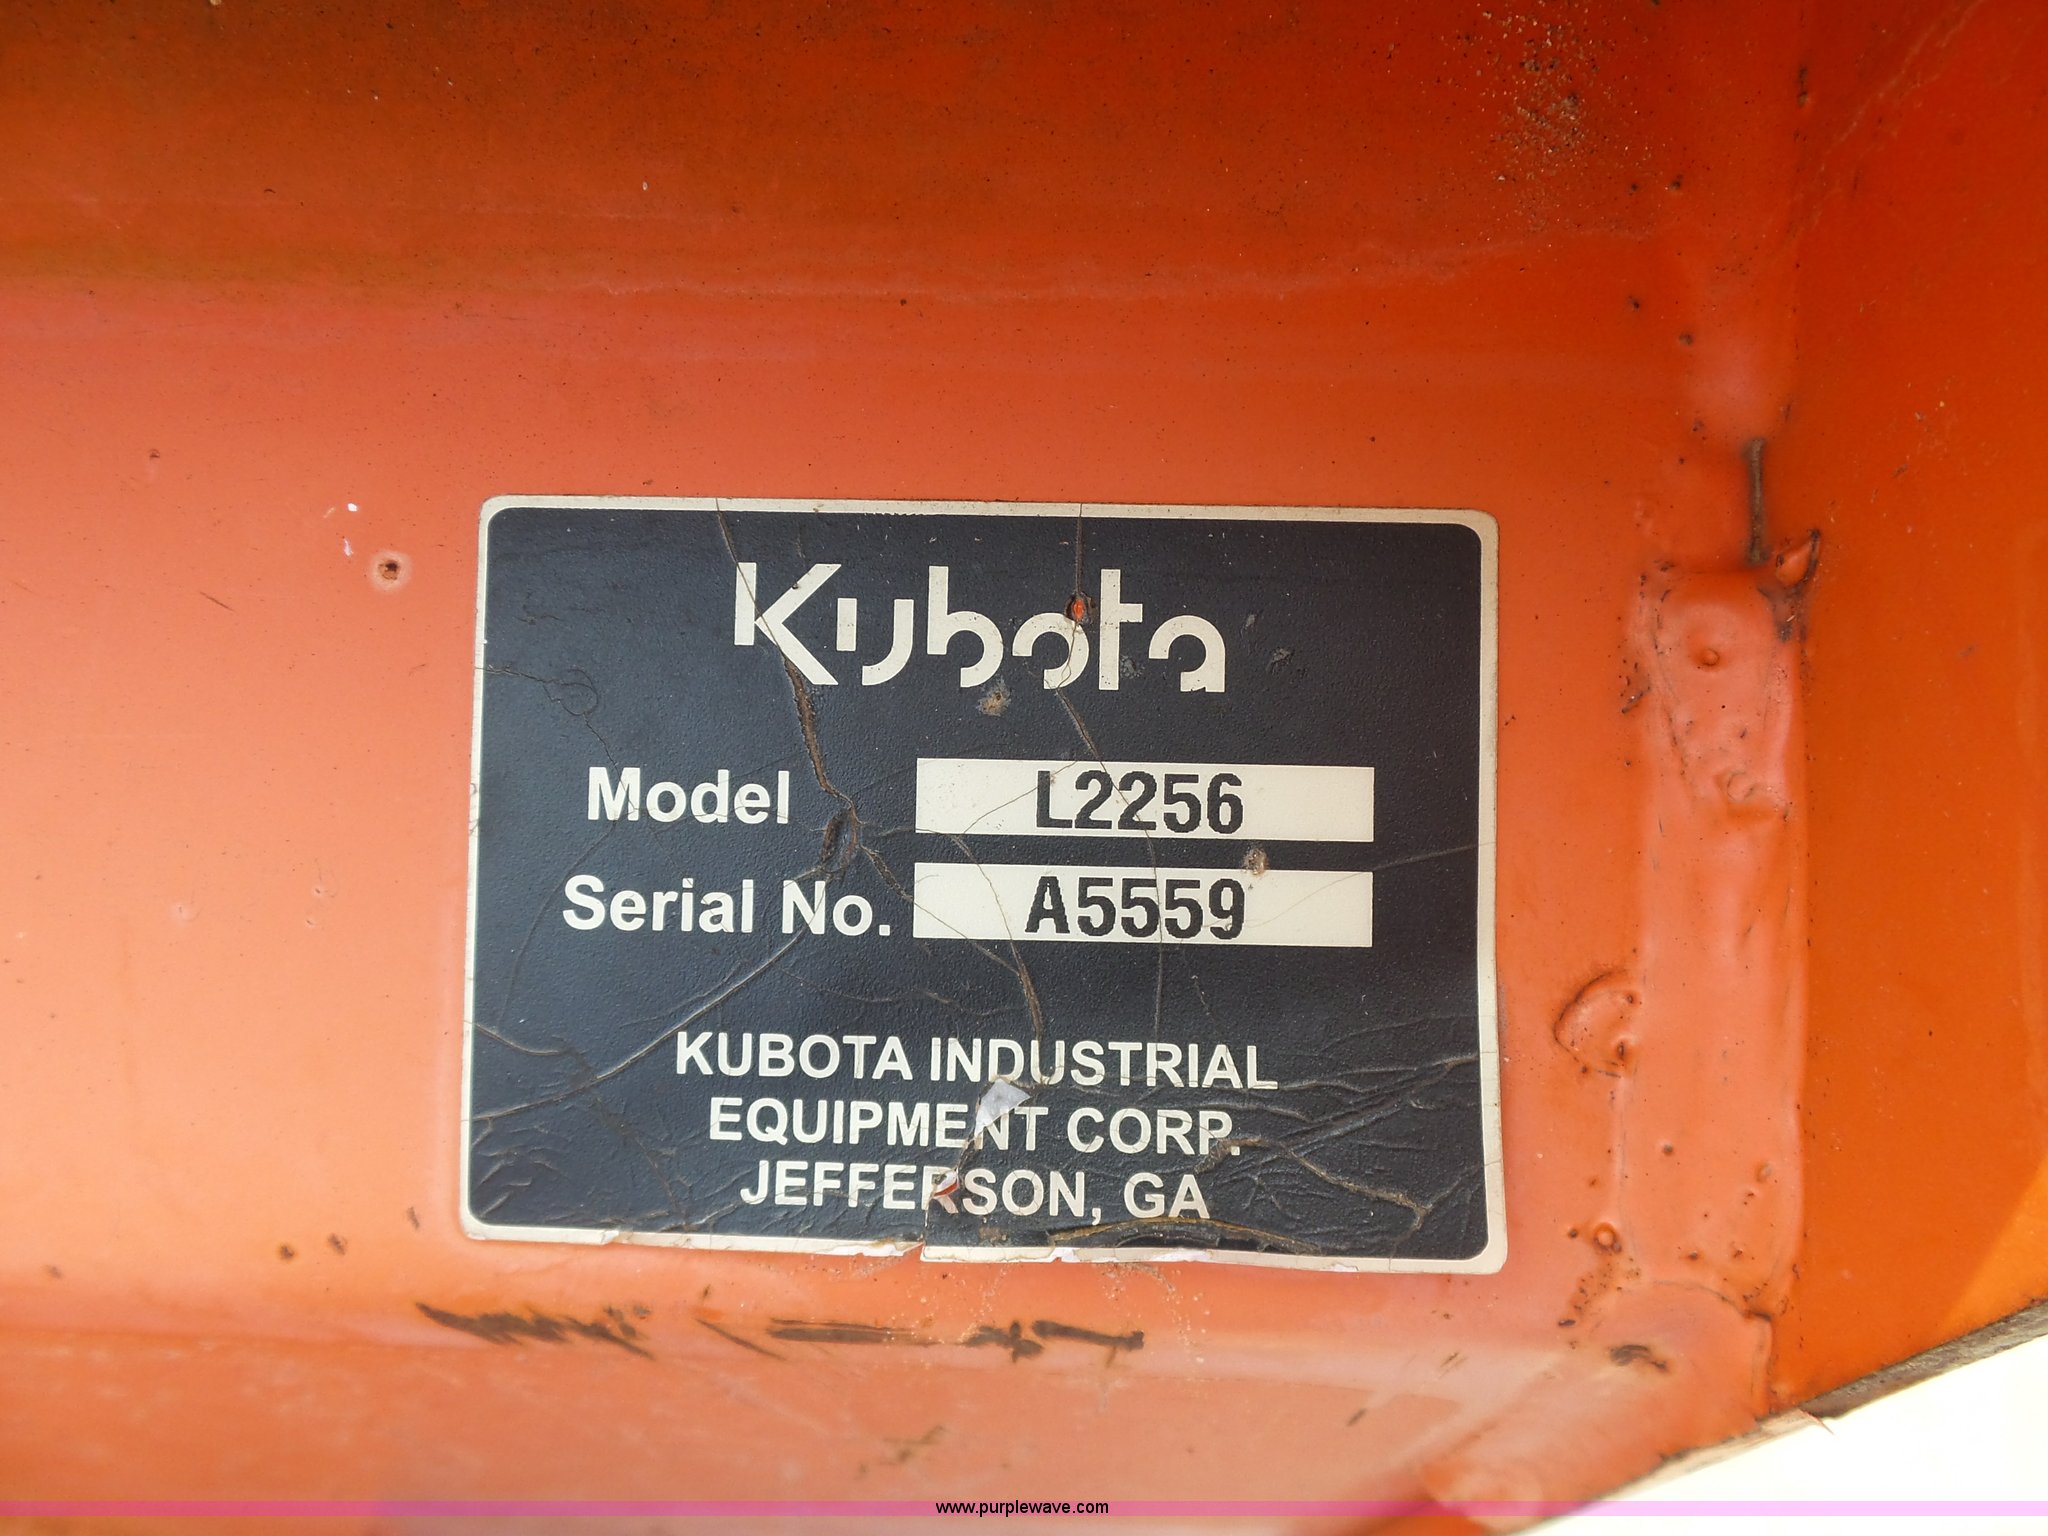 Kubota
Model L2256
Serial No. A5559
KUBOTA INDUSTRIAL
EQUIPMENT CORP.
JEFFERSON, GA
www.purplewave.com